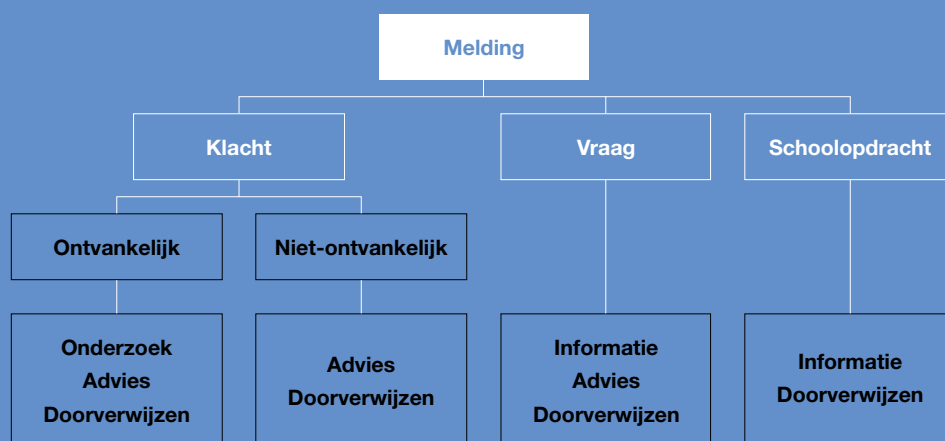 Melding
Klacht
Vraag
Schoolopdracht
Ontvankelijk
Niet-ontvankelijk
Onderzoek
Advies
Doorverwijzen
Advies
Doorverwijzen
Informatie
Advies
Doorverwijzen
Informatie
Doorverwijzen